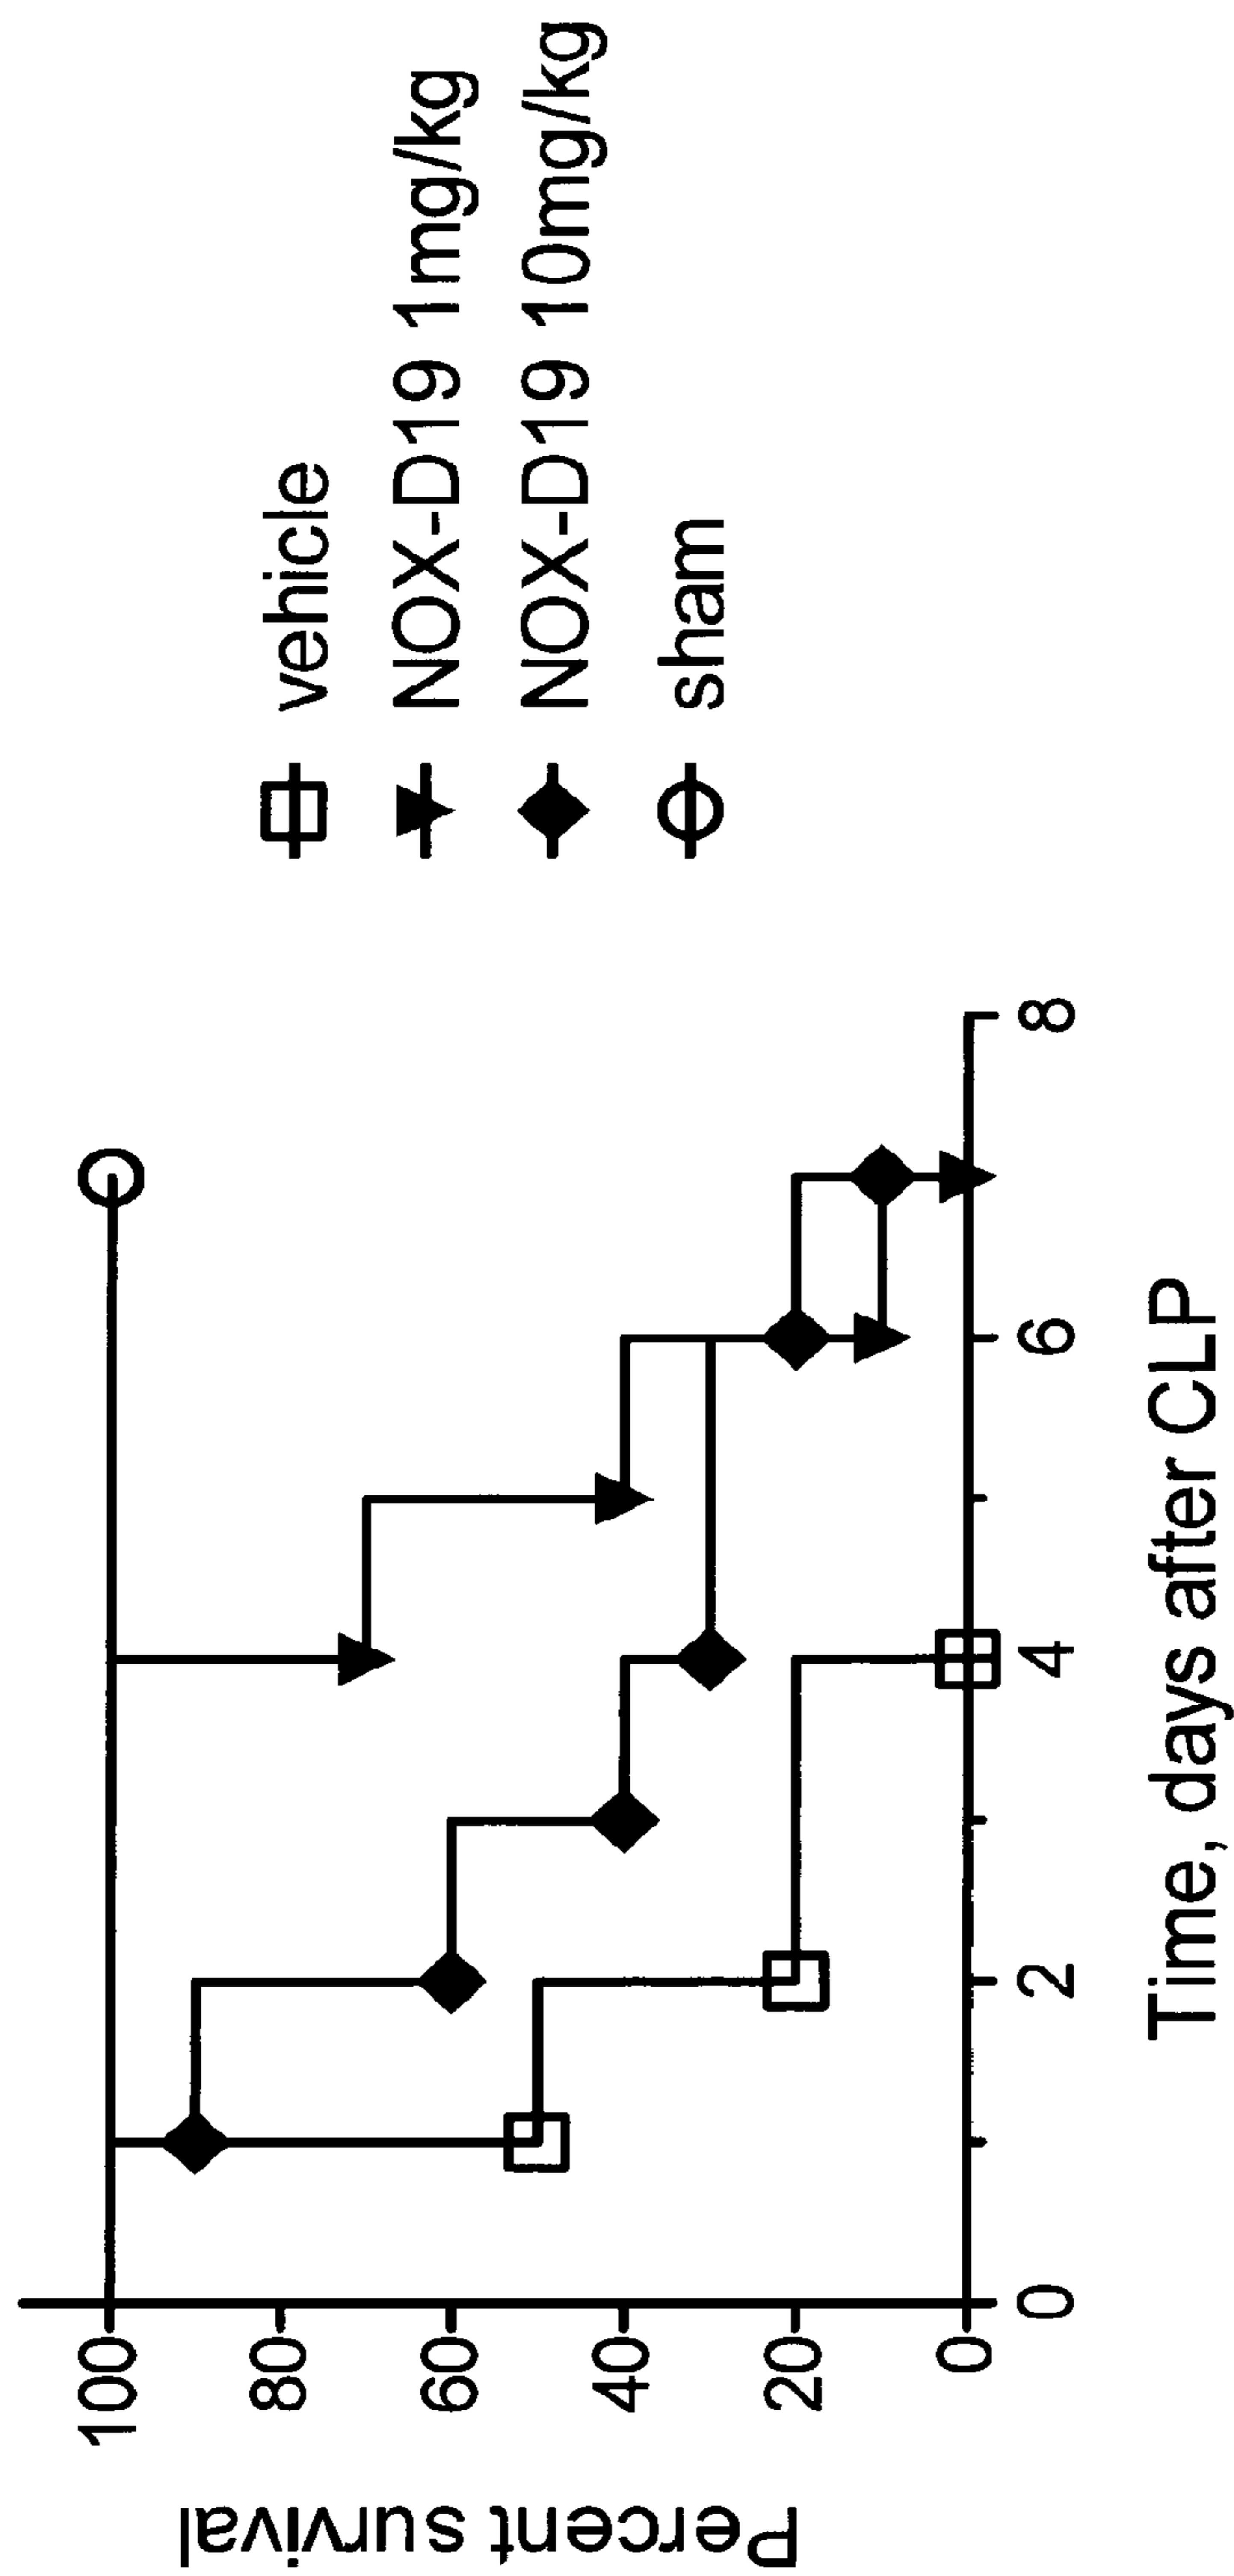 Percent survival
100
80
60
40
20
0
0 2 4 6 8
Time, days after CLP
vehicle
NOX-D19 1mg/kg
NOX-D19 10mg/kg
sham